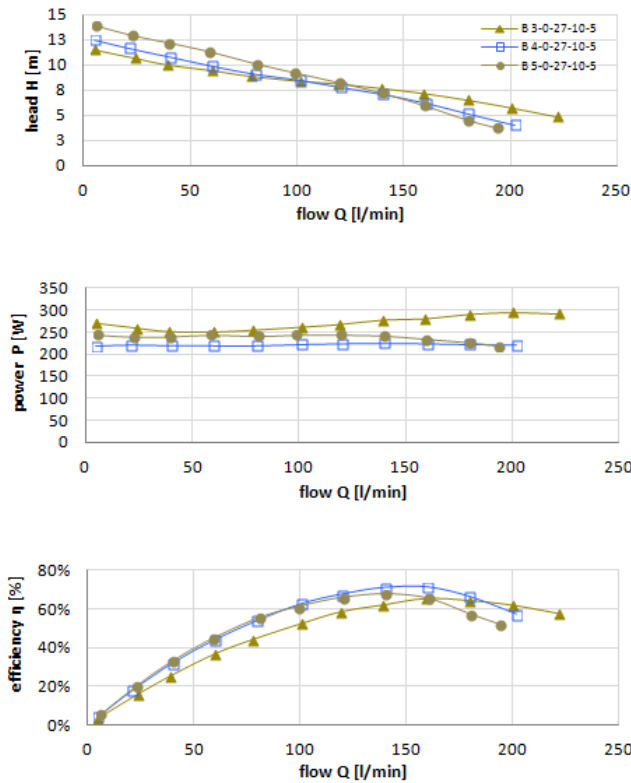 15
13
10
8
5
3
0
head H [m]
B 3-0-27-10-5
B 4-0-27-10-5
B 5-0-27-10-5
0 50 100 150 200 250
flow Q [l/min]
350
300
250
200
150
100
50
0
power P [W]
0 50 100 150 200 250
flow Q [l/min]
80%
60%
40%
20%
0%
efficiency η [%]
0 50 100 150 200 250
flow Q [l/min]